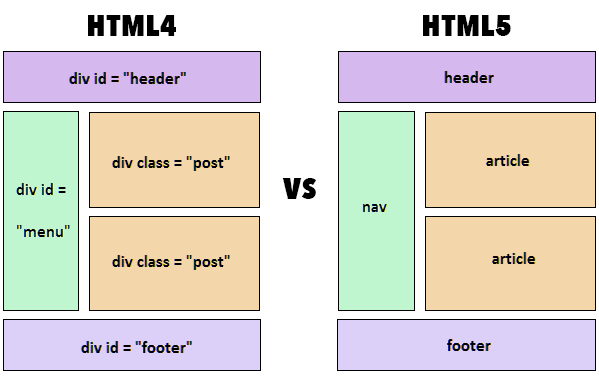 HTML4
div id = "header"
div id =
"menu"
div class = "post"
div class = "post"
div id = "footer"
VS
HTML5
header
nav
article
article
footer